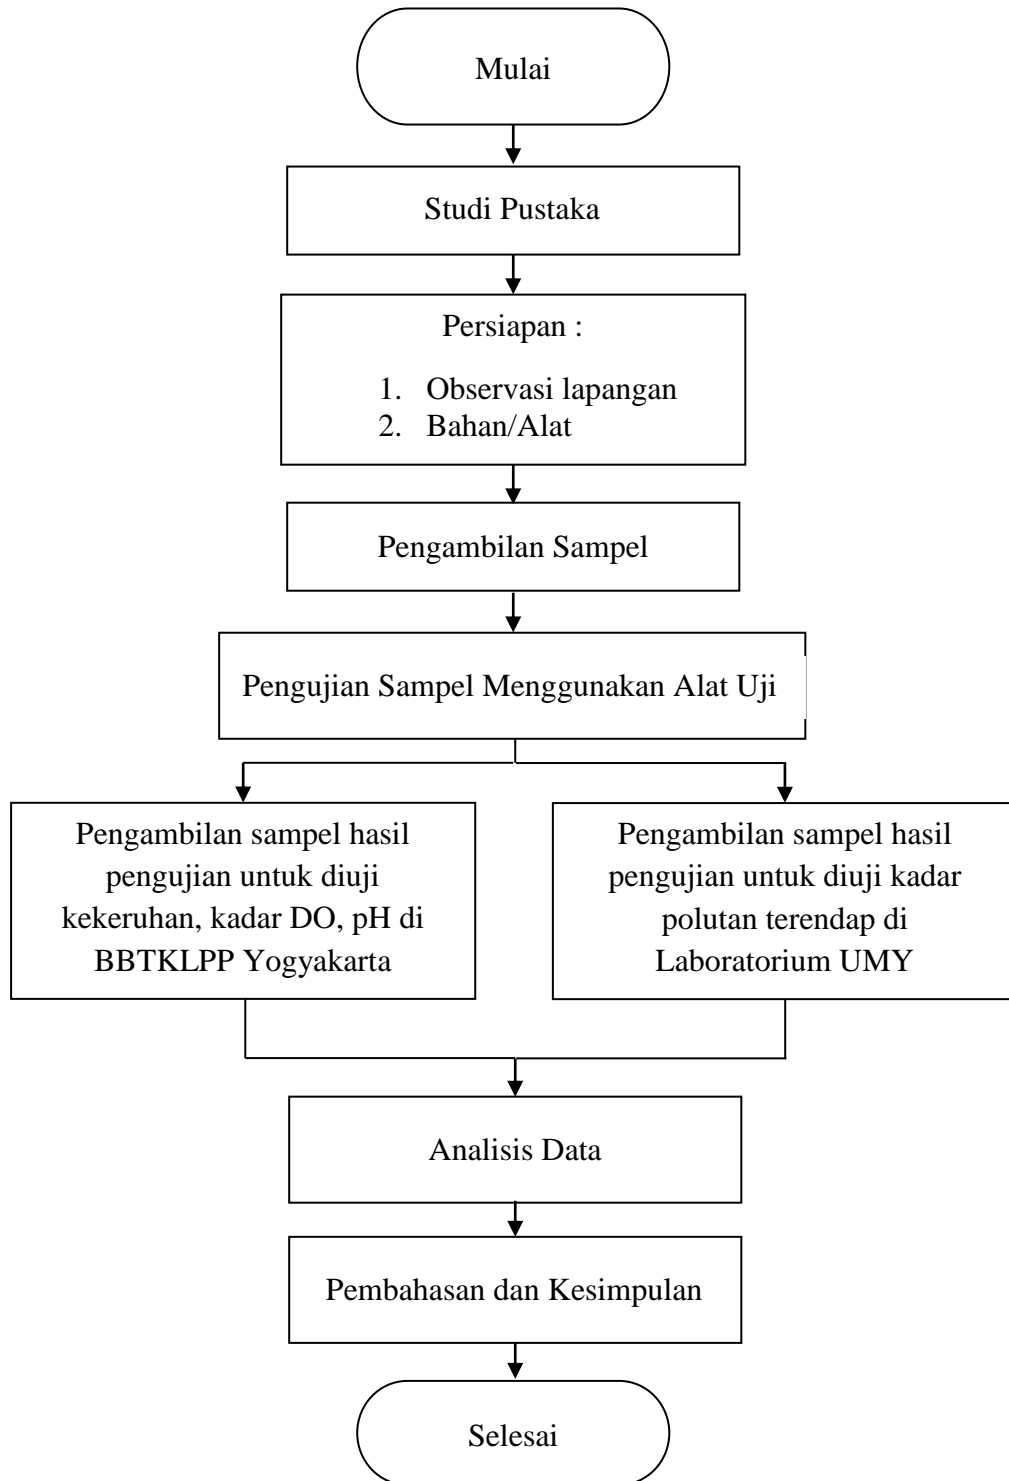 Mulai
Studi Pustaka
Persiapan :
1. Observasi lapangan
2. Bahan/Alat
Pengambilan Sampel
Pengujian Sampel Menggunakan Alat Uji
Pengambilan sampel hasil
pengujian untuk diuji
kekeruhan, kadar DO, pH di
BBTKLPP Yogyakarta
Pengambilan sampel hasil
pengujian untuk diuji kadar
polutan terendap di
Laboratorium UMY
Analisis Data
Pembahasan dan Kesimpulan
Selesai